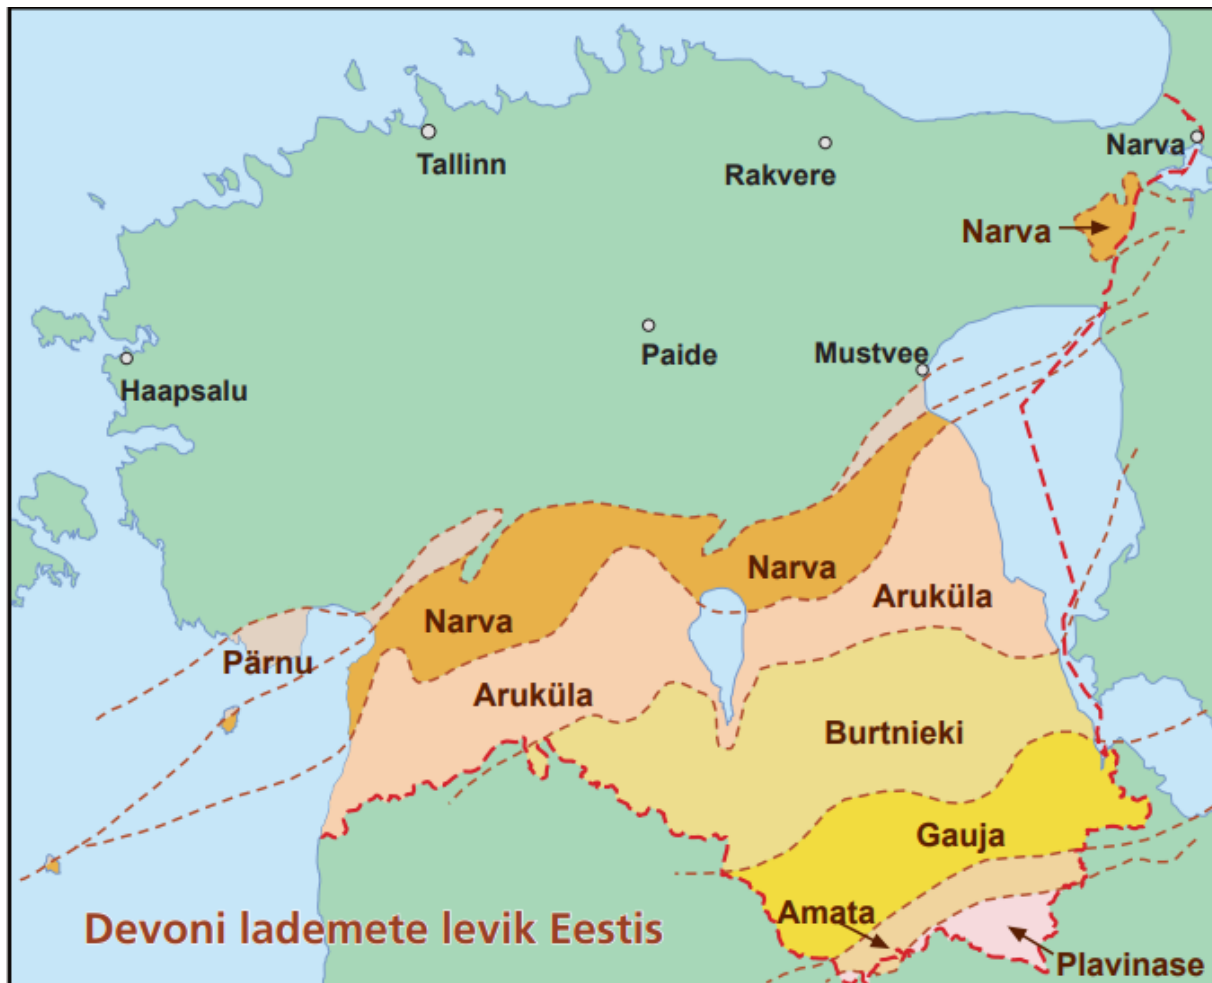 Tallinn
Rakvere
Narva
Narva
Paide
Mustvee
Haapsalu
Narva
Aruküla
Narva
Pärnu
Aruküla
Burtnieki
Gauja
Amata
Devoni lademete levik Eestis
Plavinase